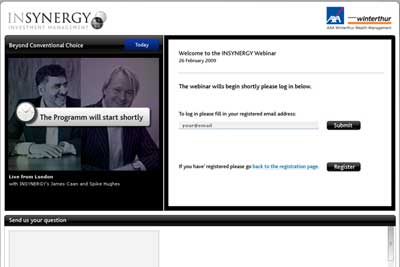 INSYNERGY
INVESTMENT MANAGEMENT
AXA
winterthur
AXA Winterthur Wealth Management
Beyond Conventional Choice
Today
The Programm will start shortly
Live from London
with INSYNERGY's James Caan and Spike Hughes
Welcome to the INSYNERGY Webinar
26 February 2009
The webinar wills begin shortly please log in below.
To log in please fill in your registered email address:
your@email
Submit
If you have' registered please go back to the registration page.
Register
Send us your question